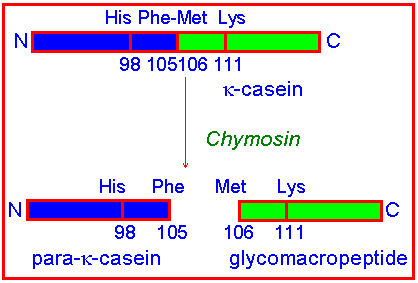 His Phe-Met Lys
N C
98 105106 111
κ-casein
Chymosin
His Phe Met Lys
N C
98 105 106 111
para-κ-casein glycomacropeptide